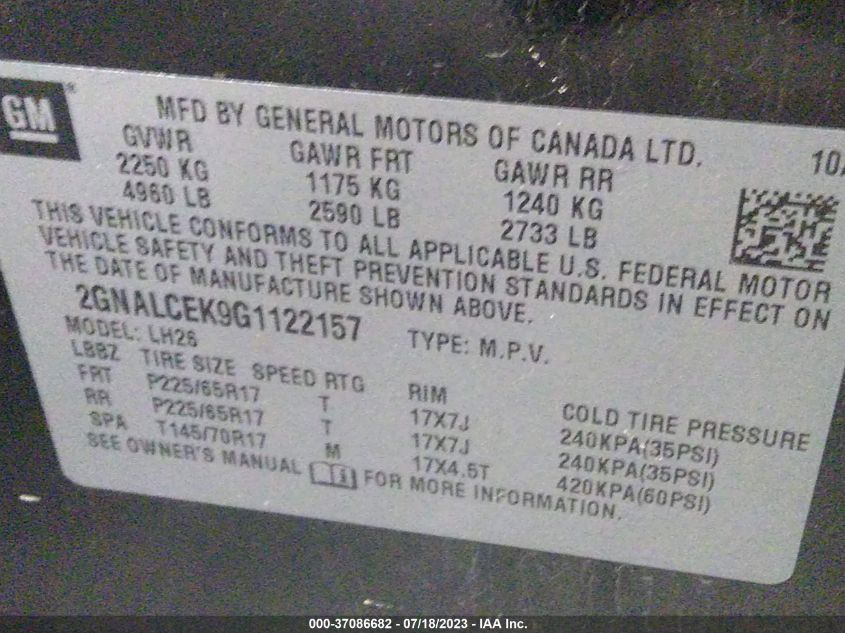 GM®
MFD BY GENERAL MOTORS OF CANADA LTD.
GVWR GAWR FRT GAWR RR
2250 KG 1175 KG 1240 KG
4960 LB 2590 LB 2733 LB
THIS VEHICLE CONFORMS TO ALL APPLICABLE U.S. FEDERAL MOTOR
VEHICLE SAFETY AND THEFT PREVENTION STANDARDS IN EFFECT ON
THE DATE OF MANUFACTURE SHOWN ABOVE.
2GNALCEK9G1122157 TYPE: M.P.V.
MODEL: LH26
LBBZ TIRE SIZE SPEED RTG RIM COLD TIRE PRESSURE
FRT P225/65R17 T 17X7J 240KPA(35PSI)
RR P225/65R17 T 17X7J 240KPA(35PSI)
SPA T145/70R17 M 17X4.5T 420KPA(60PSI)
SEE OWNER'S MANUAL FOR MORE INFORMATION.
000-37086682 - 07/18/2023 - IAA Inc.